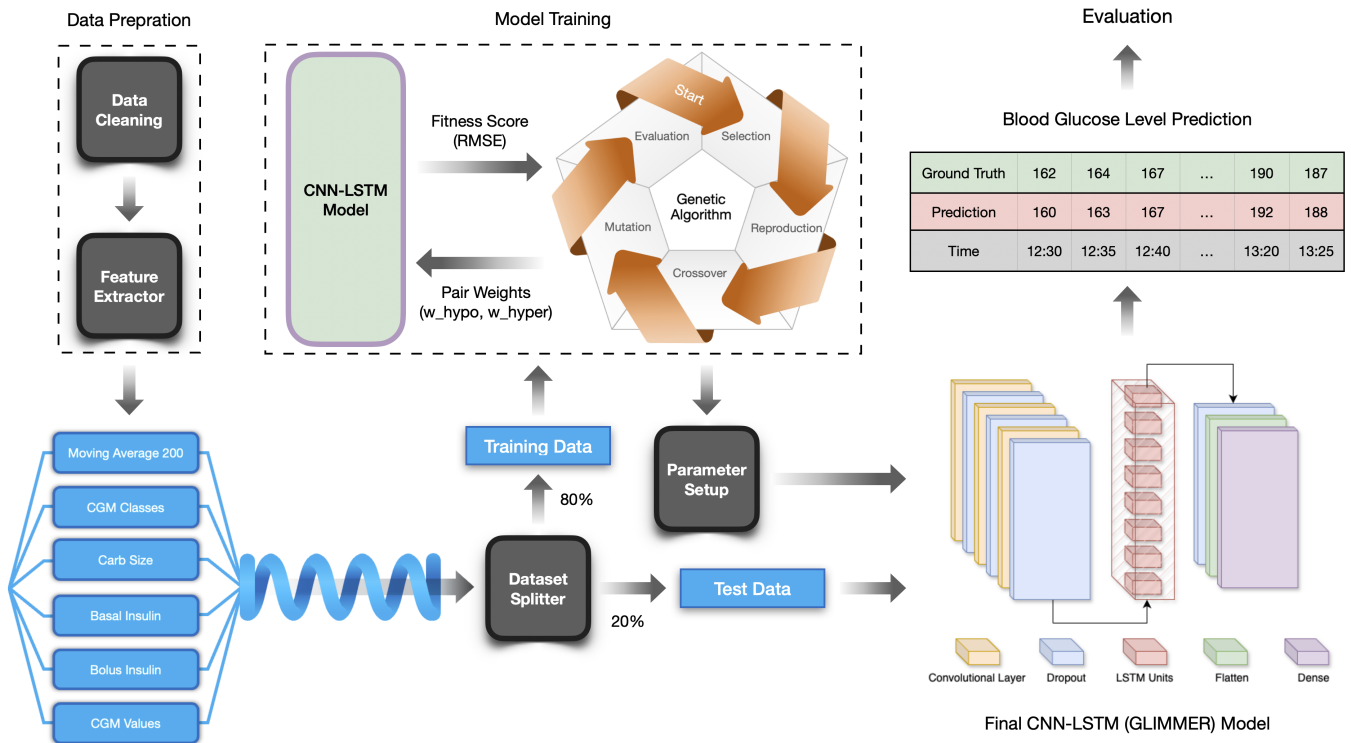 Data Prepration
Data
Cleaning
Feature
Extractor
Moving Average 200
CGM Classes
Carb Size
Basal Insulin
Bolus Insulin
CGM Values
Model Training
CNN-LSTM
Model
Fitness Score
(RMSE)
Pair Weights
(w_hypo, w_hyper)
Start
Evaluation
Selection
Genetic
Algorithm
Mutation
Reproduction
Crossover
Training Data
80%
Dataset
Splitter
20%
Test Data
Parameter
Setup
Evaluation
Blood Glucose Level Prediction
Ground Truth 162 164 167 ... 190 187
Prediction 160 163 167 ... 192 188
Time 12:30 12:35 12:40 ... 13:20 13:25
Convolutional Layer Dropout LSTM Units Flatten Dense
Final CNN-LSTM (GLIMMER) Model